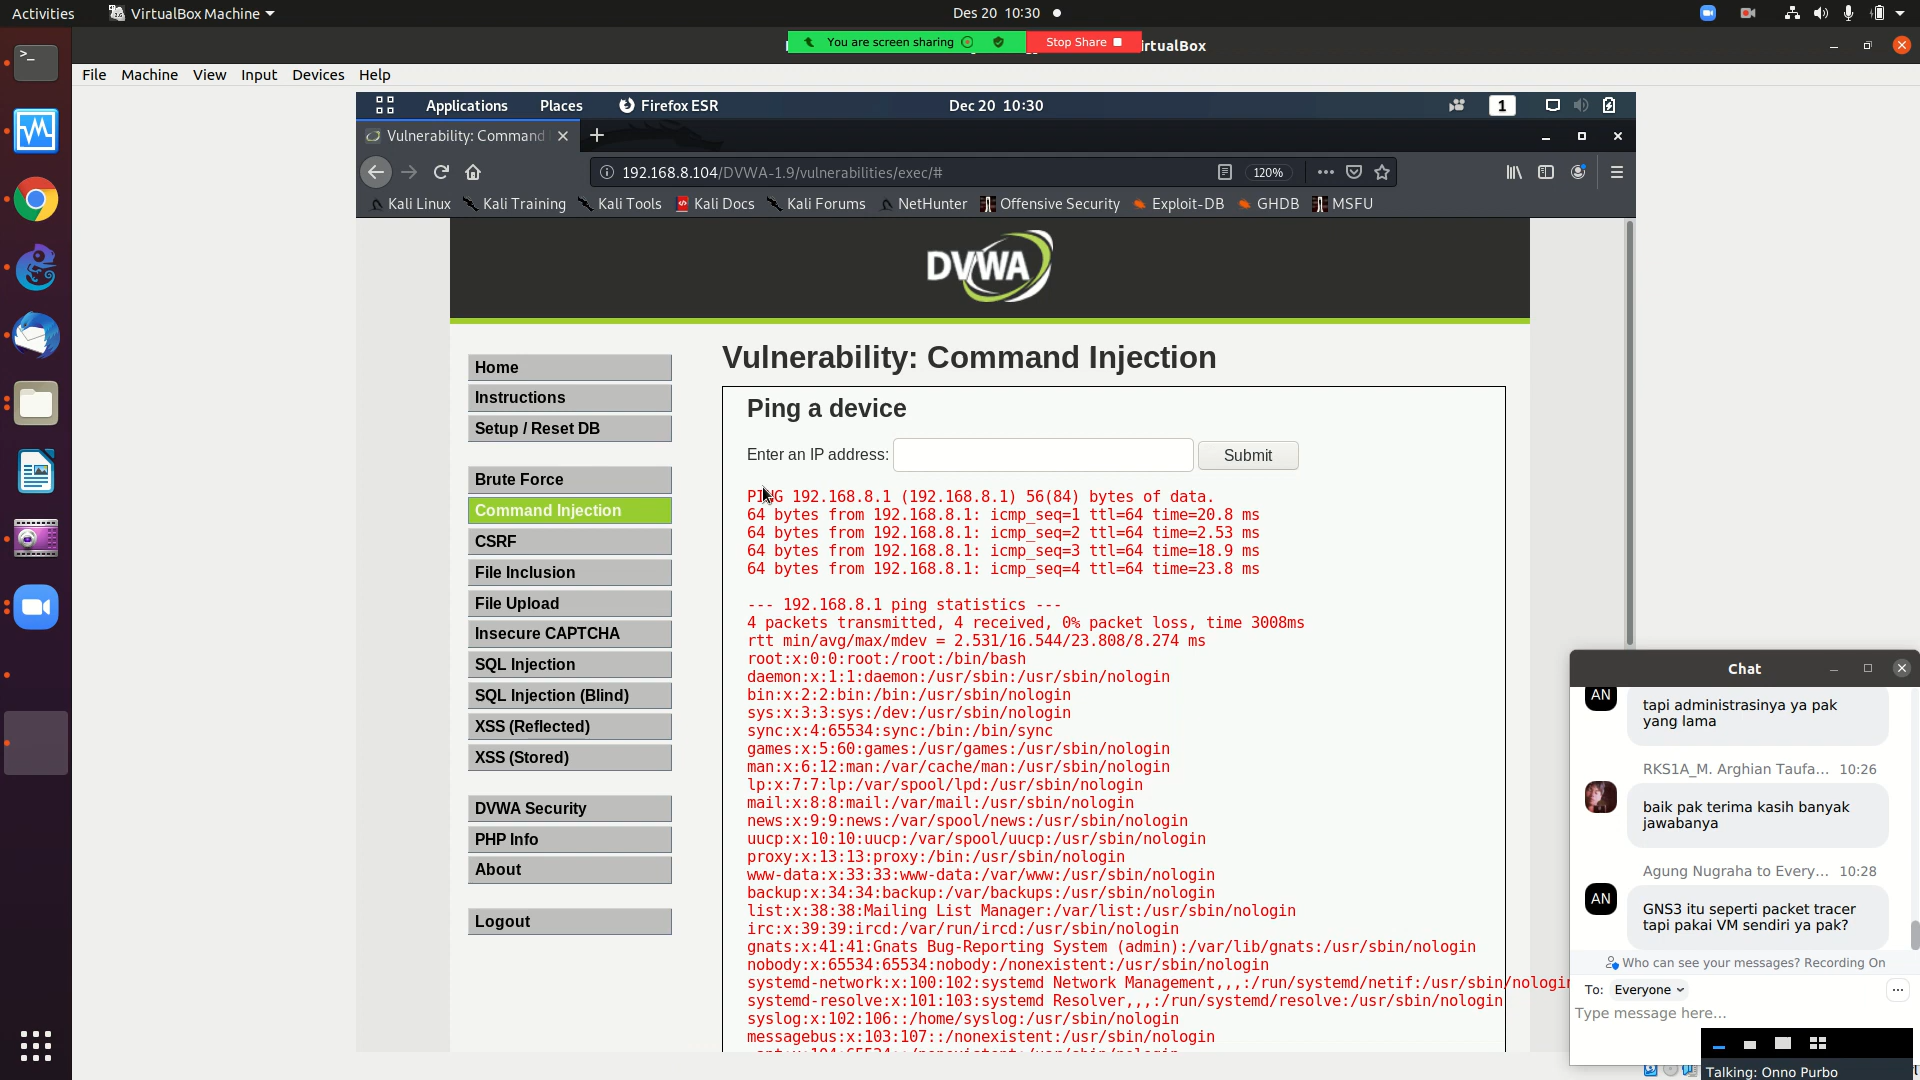 Activities
VirtualBox Machine
Des 20 10:30
You are screen sharing
Stop Share
rtualBox
File Machine View Input Devices Help
Applications Places Firefox ESR
Dec 20 10:30
1
Vulnerability: Command
192.168.8.104/DVWA-1.9/vulnerabilities/exec/#
120%
Kali Linux Kali Training Kali Tools Kali Docs Kali Forums NetHunter Offensive Security Exploit-DB GHDB MSFU
DVWA
Home
Instructions
Setup / Reset DB
Brute Force
Command Injection
CSRF
File Inclusion
File Upload
Insecure CAPTCHA
SQL Injection
SQL Injection (Blind)
XSS (Reflected)
XSS (Stored)
DVWA Security
PHP Info
About
Logout
Vulnerability: Command Injection
Ping a device
Enter an IP address:
Submit
PING 192.168.8.1 (192.168.8.1) 56(84) bytes of data.
64 bytes from 192.168.8.1: icmp_seq=1 ttl=64 time=20.8 ms
64 bytes from 192.168.8.1: icmp_seq=2 ttl=64 time=2.53 ms
64 bytes from 192.168.8.1: icmp_seq=3 ttl=64 time=18.9 ms
64 bytes from 192.168.8.1: icmp_seq=4 ttl=64 time=23.8 ms
--- 192.168.8.1 ping statistics ---
4 packets transmitted, 4 received, 0% packet loss, time 3008ms
rtt min/avg/max/mdev = 2.531/16.544/23.808/8.274 ms
root:x:0:0:root:/root:/bin/bash
daemon:x:1:1:daemon:/usr/sbin:/usr/sbin/nologin
bin:x:2:2:bin:/bin:/usr/sbin/nologin
sys:x:3:3:sys:/dev:/usr/sbin/nologin
sync:x:4:65534:sync:/bin:/bin/sync
games:x:5:60:games:/usr/games:/usr/sbin/nologin
man:x:6:12:man:/var/cache/man:/usr/sbin/nologin
lp:x:7:7:lp:/var/spool/lpd:/usr/sbin/nologin
mail:x:8:8:mail:/var/mail:/usr/sbin/nologin
news:x:9:9:news:/var/spool/news:/usr/sbin/nologin
uucp:x:10:10:uucp:/var/spool/uucp:/usr/sbin/nologin
proxy:x:13:13:proxy:/bin:/usr/sbin/nologin
www-data:x:33:33:www-data:/var/www:/usr/sbin/nologin
backup:x:34:34:backup:/var/backups:/usr/sbin/nologin
list:x:38:38:Mailing List Manager:/var/list:/usr/sbin/nologin
irc:x:39:39:ircd:/var/run/ircd:/usr/sbin/nologin
gnats:x:41:41:Gnats Bug-Reporting System (admin):/var/lib/gnats:/usr/sbin/nologin
nobody:x:65534:65534:nobody:/nonexistent:/usr/sbin/nologin
systemd-network:x:100:102:systemd Network Management,,,:/run/systemd/netif:/usr/sbin/nologin
systemd-resolve:x:101:103:systemd Resolver,,,:/run/systemd/resolve:/usr/sbin/nologin
syslog:x:102:106::/home/syslog:/usr/sbin/nologin
messagebus:x:103:107::/nonexistent:/usr/sbin/nologin
Chat
AN
tapi administrasinya ya pak
yang lama
RKS1A_M. Arghian Taufa... 10:26
baik pak terima kasih banyak
jawabanya
Agung Nugraha to Every... 10:28
AN
GNS3 itu seperti packet tracer
tapi pakai VM sendiri ya pak?
Who can see your messages? Recording On
To: Everyone
Type message here...
Talking: Onno Purbo